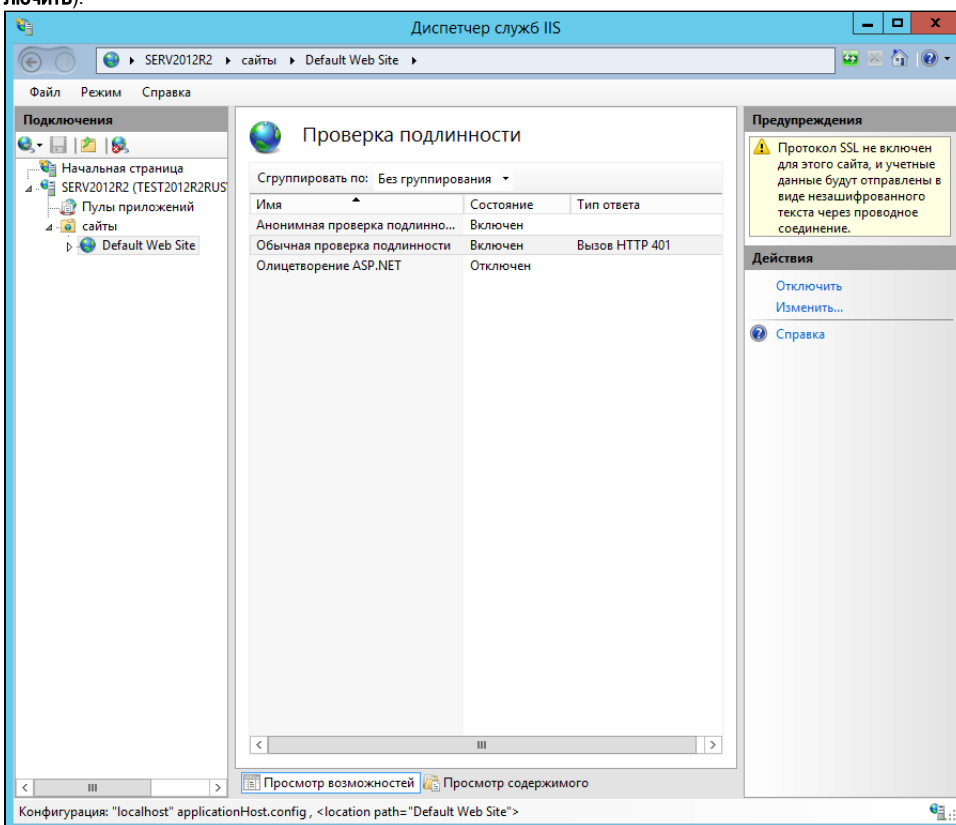 лючить).
Диспетчер служб IIS
SERV2012R2 сайты Default Web Site
Файл Режим Справка
Подключения
Начальная страница
SERV2012R2 (TEST2012R2RUS
Пулы приложений
сайты
Default Web Site
Проверка подлинности
Сгруппировать по: Без группирования
Имя Состояние Тип ответа
Анонимная проверка подлинно... Включен
Обычная проверка подлинности Включен Вызов HTTP 401
Олицетворение ASP.NET Отключен
Просмотр возможностей Просмотр содержимого
Предупреждения
Протокол SSL не включен
для этого сайта, и учетные
данные будут отправлены в
виде незашифрованного
текста через проводное
соединение.
Действия
Отключить
Изменить...
Справка
Конфигурация: "localhost" applicationHost.config , <location path="Default Web Site">